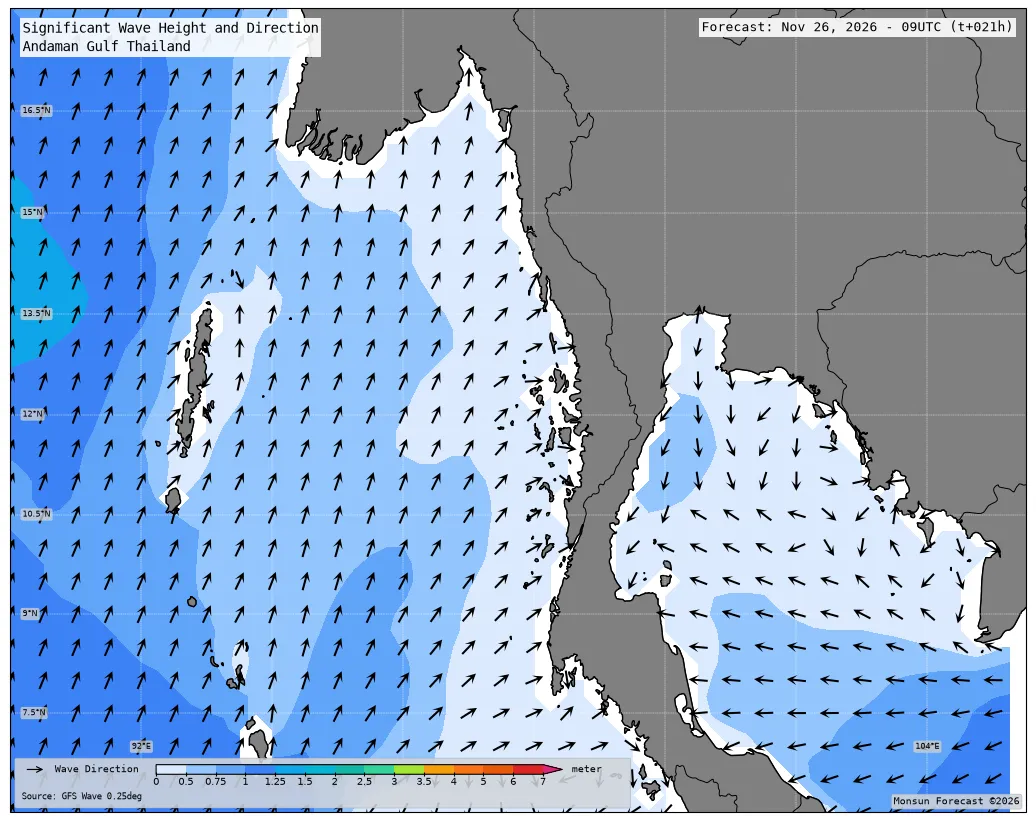 Significant Wave Height and Direction
Andaman Gulf Thailand
Forecast: Nov 26, 2026 - 09UTC (t+021h)
16.5°N
15°N
13.5°N
12°N
10.5°N
9°N
7.5°N
92°E
104°E
Wave Direction
0 0.5 0.75 1 1.25 1.5 2 2.5 3 3.5 4 5 6 7 meter
Source: GFS Wave 0.25deg
Monsun Forecast ©2026